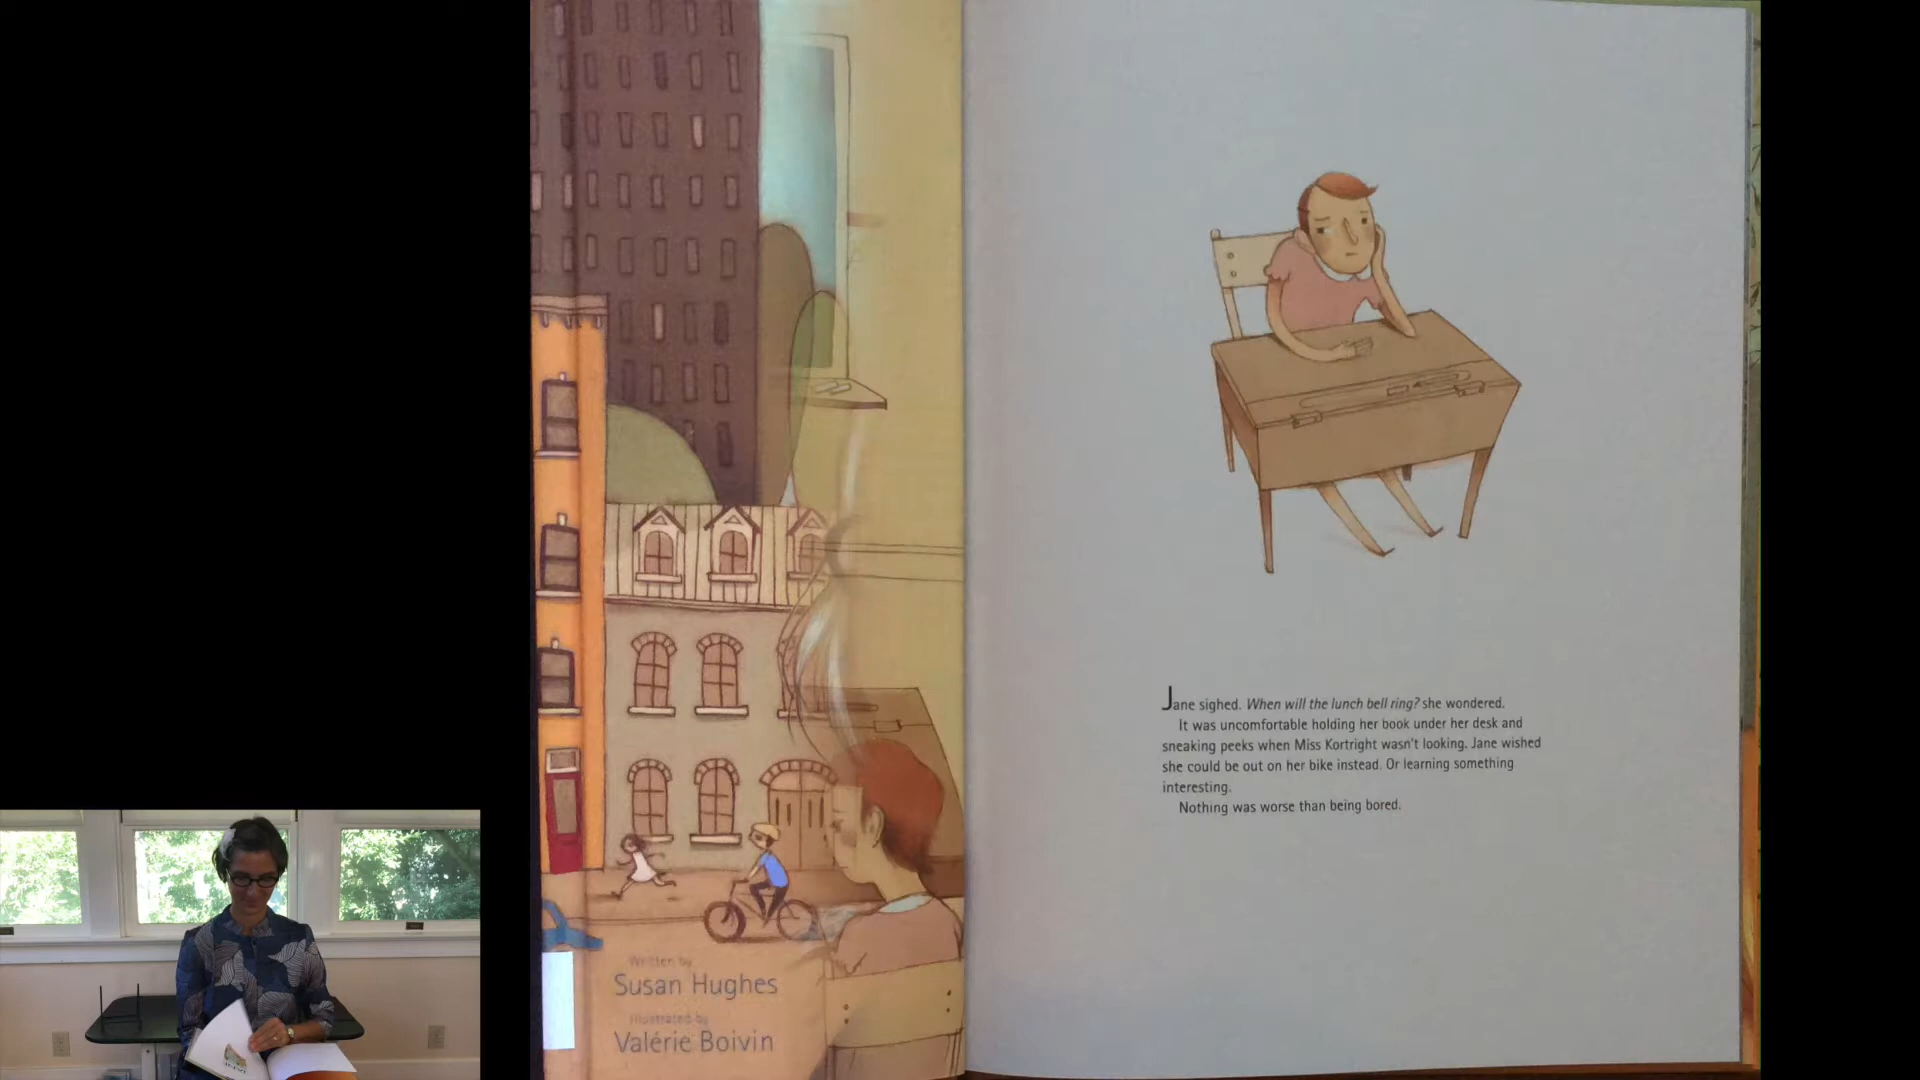 Written by
Susan Hughes
Illustrated by
Valérie Boivin
Jane sighed. When will the lunch bell ring? she wondered.
It was uncomfortable holding her book under her desk and
sneaking peeks when Miss Kortright wasn't looking. Jane wished
she could be out on her bike instead. Or learning something
interesting.
Nothing was worse than being bored.